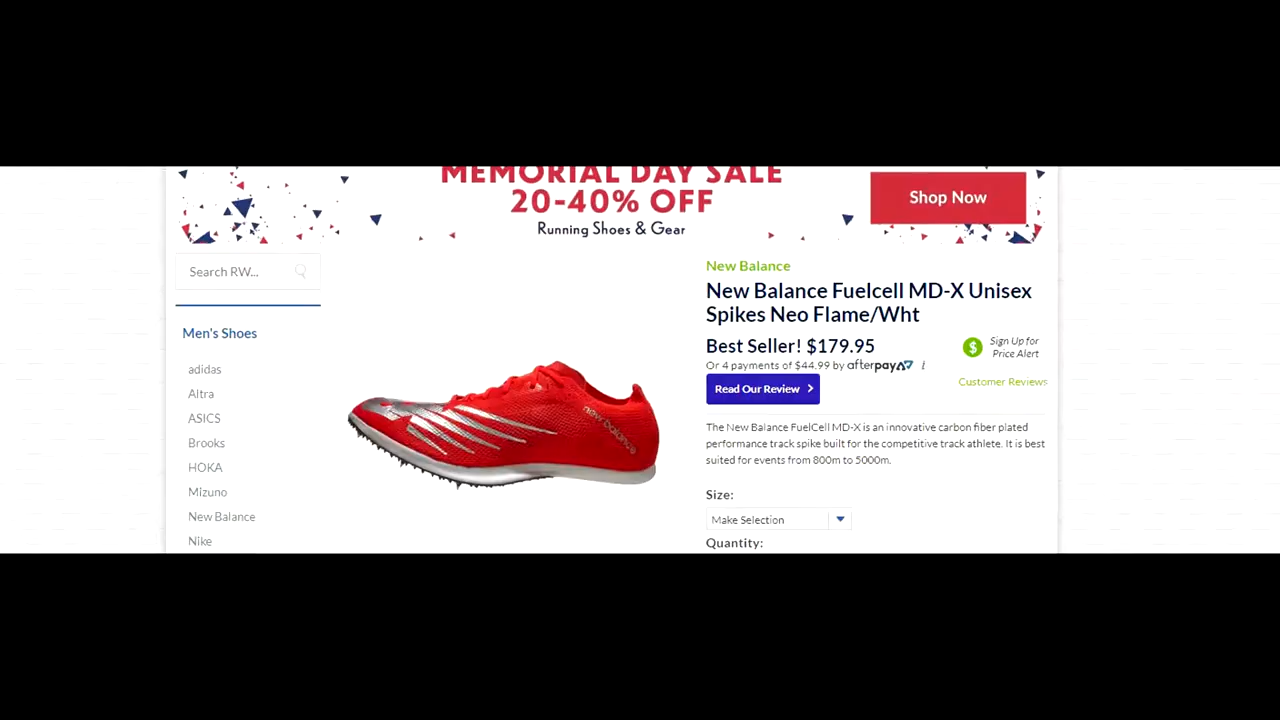 MEMORIAL DAY SALE
20-40% OFF
Running Shoes & Gear
Shop Now
Search RW...
Men's Shoes
adidas
Altra
ASICS
Brooks
HOKA
Mizuno
New Balance
Nike
new balance
New Balance
New Balance Fuelcell MD-X Unisex
Spikes Neo Flame/Wht
Best Seller! $179.95
Or 4 payments of $44.99 by afterpay i
Read Our Review
Sign Up for
Price Alert
Customer Reviews
The New Balance FuelCell MD-X is an innovative carbon fiber plated
performance track spike built for the competitive track athlete. It is best
suited for events from 800m to 5000m.
Size:
Make Selection
Quantity: